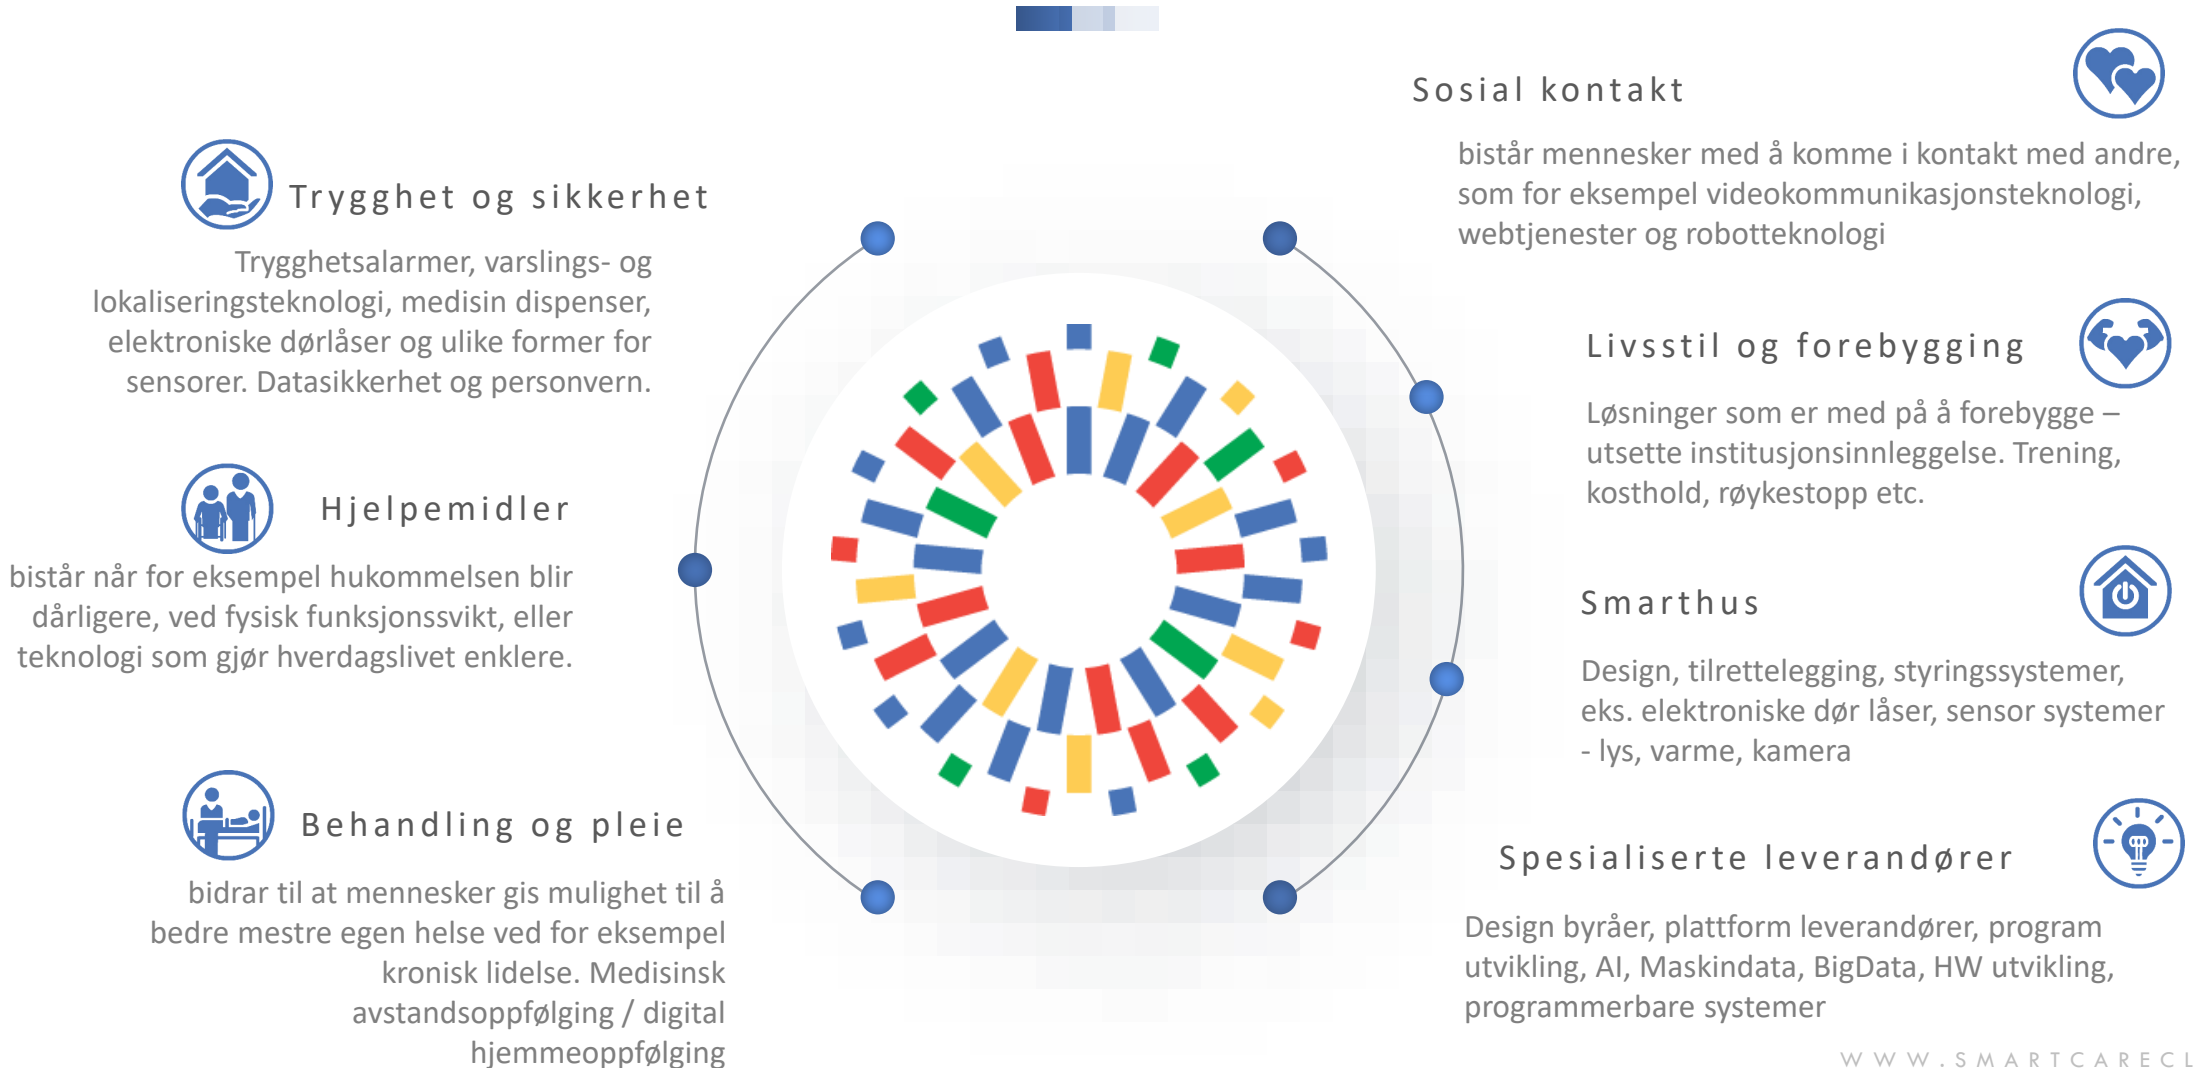 Trygghet og sikkerhet
Trygghetsalarmer, varslings- og
lokaliseringsteknologi, medisin dispenser,
elektroniske dørlåser og ulike former for
sensorer. Datasikkerhet og personvern.
Hjelpemidler
bistår når for eksempel hukommelsen blir
dårligere, ved fysisk funksjonssvikt, eller
teknologi som gjør hverdagslivet enklere.
Behandling og pleie
bidrar til at mennesker gis mulighet til å
bedre mestre egen helse ved for eksempel
kronisk lidelse. Medisinsk
avstandsoppfølging / digital
hjemmeoppfølging
Sosial kontakt
bistår mennesker med å komme i kontakt med andre,
som for eksempel videokommunikasjonsteknologi,
webtjenester og robotteknologi
Livsstil og forebygging
Løsninger som er med på å forebygge –
utsette institusjonsinnleggelse. Trening,
kosthold, røykestopp etc.
Smarthus
Design, tilrettelegging, styringssystemer,
eks. elektroniske dør låser, sensor systemer
- lys, varme, kamera
Spesialiserte leverandører
Design byråer, plattform leverandører, program
utvikling, AI, Maskindata, BigData, HW utvikling,
programmerbare systemer
WWW.SMARTCARECL